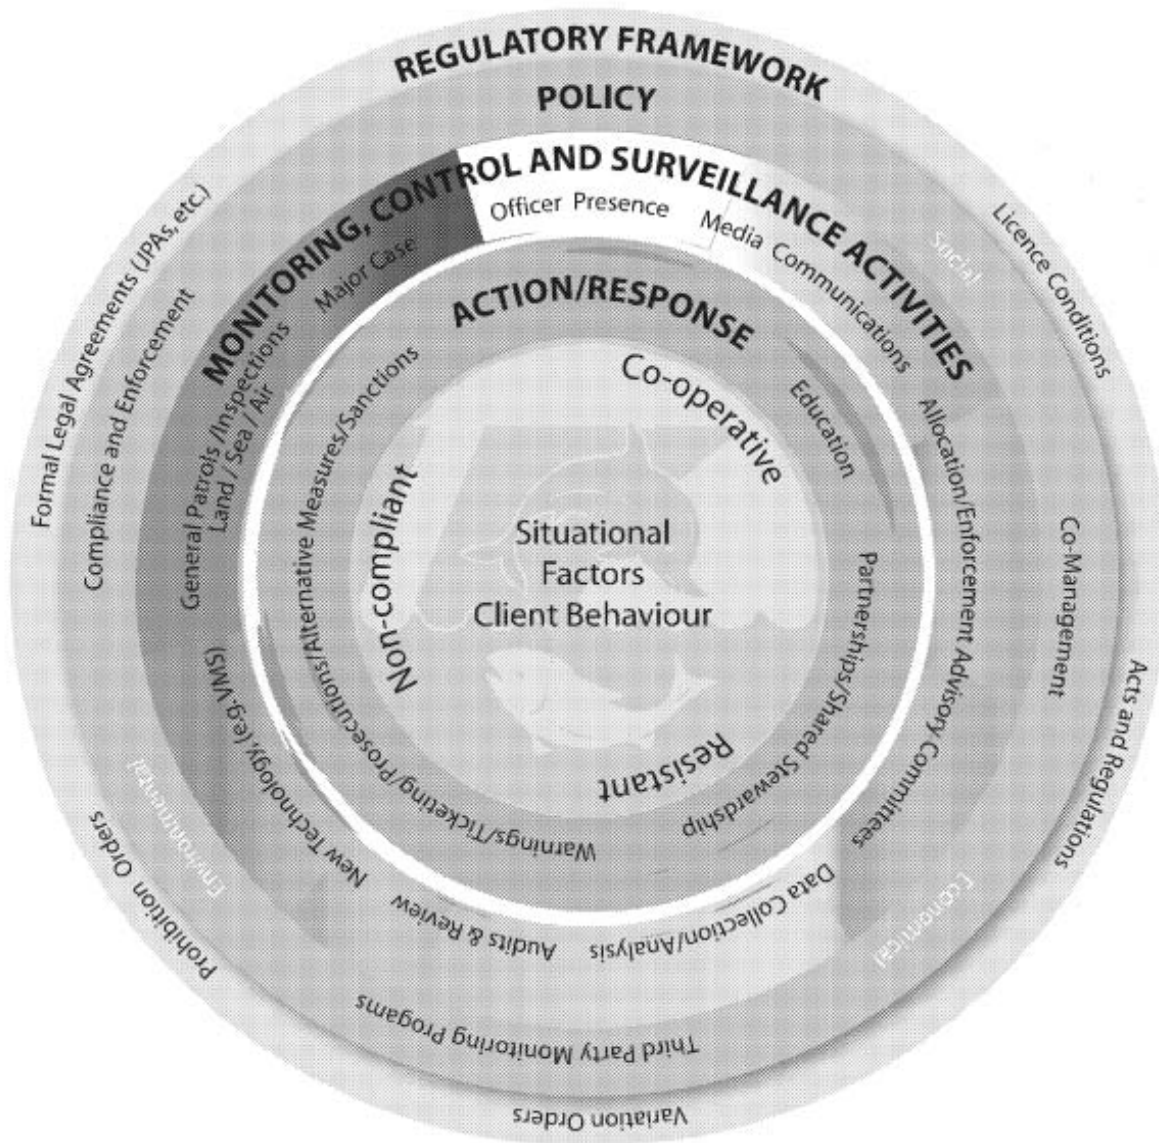 REGULATORY FRAMEWORK
Licence Conditions
Acts and Regulations
Variation Orders
Prohibition Orders
Formal Legal Agreements (JPAs, etc.)
POLICY
Social
Co-Management
Economical
Third Party Monitoring Progams
Environmental
Compliance and Enforcement
MONITORING, CONTROL AND SURVEILLANCE ACTIVITIES
Officer Presence
Media Communications
Allocation/Enforcement Advisory Committees
Data Collection/Analysis
Audits & Review
New Technology, (e.g. VMS)
General Patrols /Inspections
Land / Sea / Air
Major Case
ACTION/RESPONSE
Education
Partnerships/Shared Stewardship
Warnings/Ticketing/Prosecutions/Alternative Measures/Sanctions
Co-operative
Resistant
Non-compliant
Situational
Factors
Client Behaviour